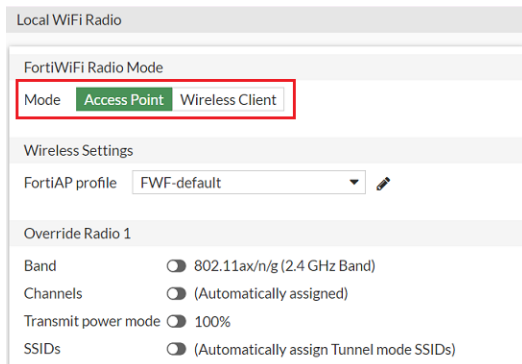 Local WiFi Radio
FortiWiFi Radio Mode
Mode Access Point Wireless Client
Wireless Settings
FortiAP profile FWF-default
Override Radio 1
Band 802.11ax/n/g (2.4 GHz Band)
Channels (Automatically assigned)
Transmit power mode 100%
SSIDs (Automatically assign Tunnel mode SSIDs)